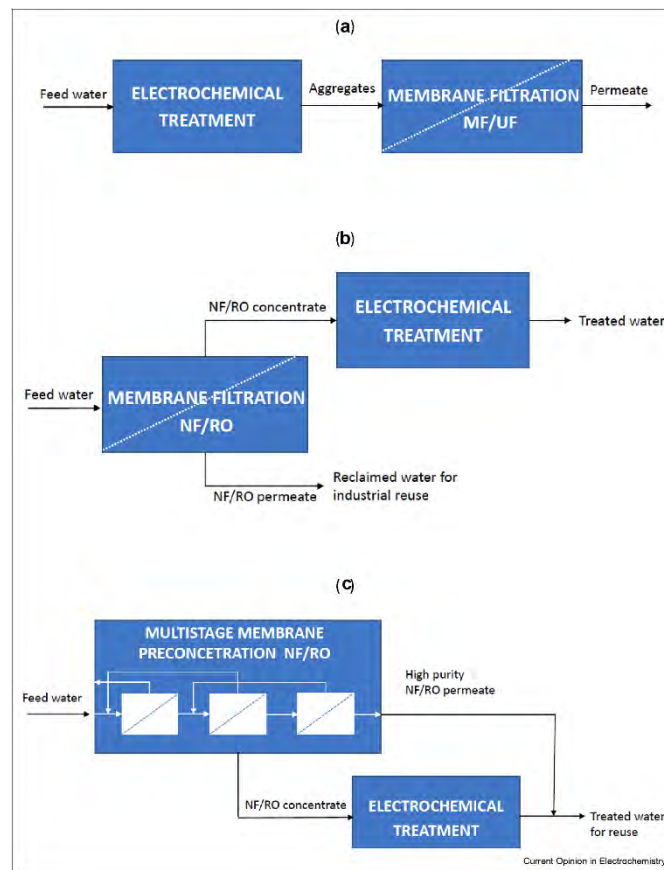 (a)
Feed water
ELECTROCHEMICAL
TREATMENT
Aggregates
MEMBRANE FILTRATION
MF/UF
Permeate
(b)
NF/RO concentrate
ELECTROCHEMICAL
TREATMENT
Treated water
Feed water
MEMBRANE FILTRATION
NF/RO
NF/RO permeate
Reclaimed water for
industrial reuse
(c)
MULTISTAGE MEMBRANE
PRECONCETRATION NF/RO
Feed water
High purity
NF/RO permeate
NF/RO concentrate
ELECTROCHEMICAL
TREATMENT
Treated water
for reuse
Current Opinion in Electrochemistry